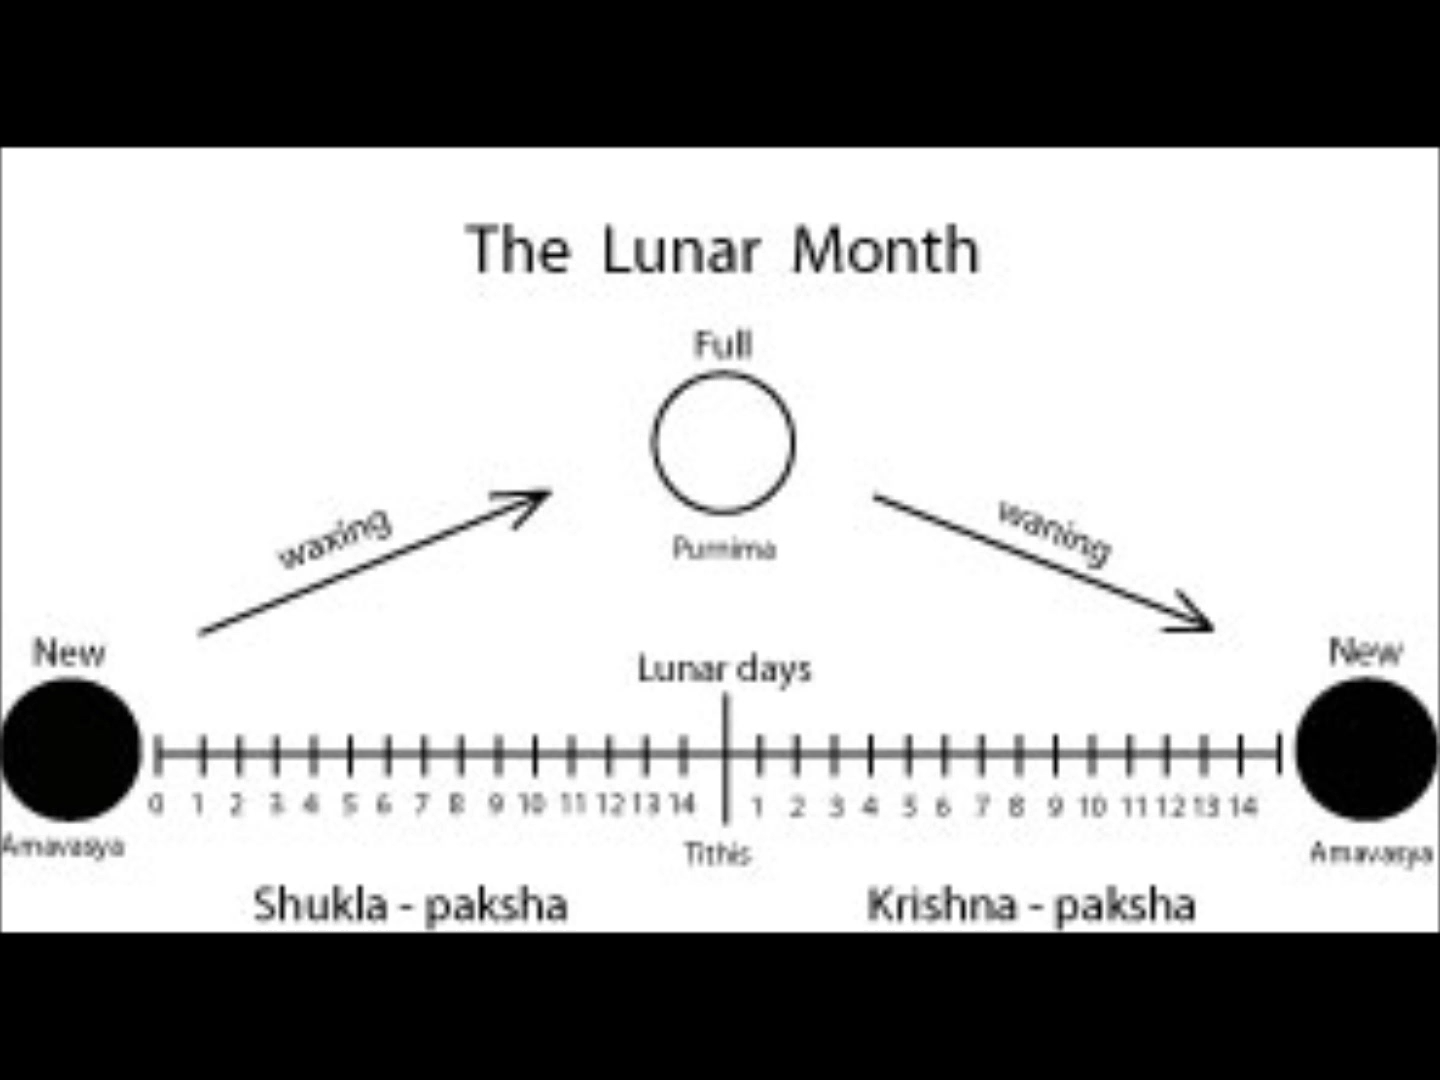 The Lunar Month
Full
Purnima
waxing
waning
New
New
Lunar days
0 1 2 3 4 5 6 7 8 9 10 11 12 13 14 1 2 3 4 5 6 7 8 9 10 11 12 13 14
Amavasya
Tithis
Amavasya
Shukla - paksha
Krishna - paksha